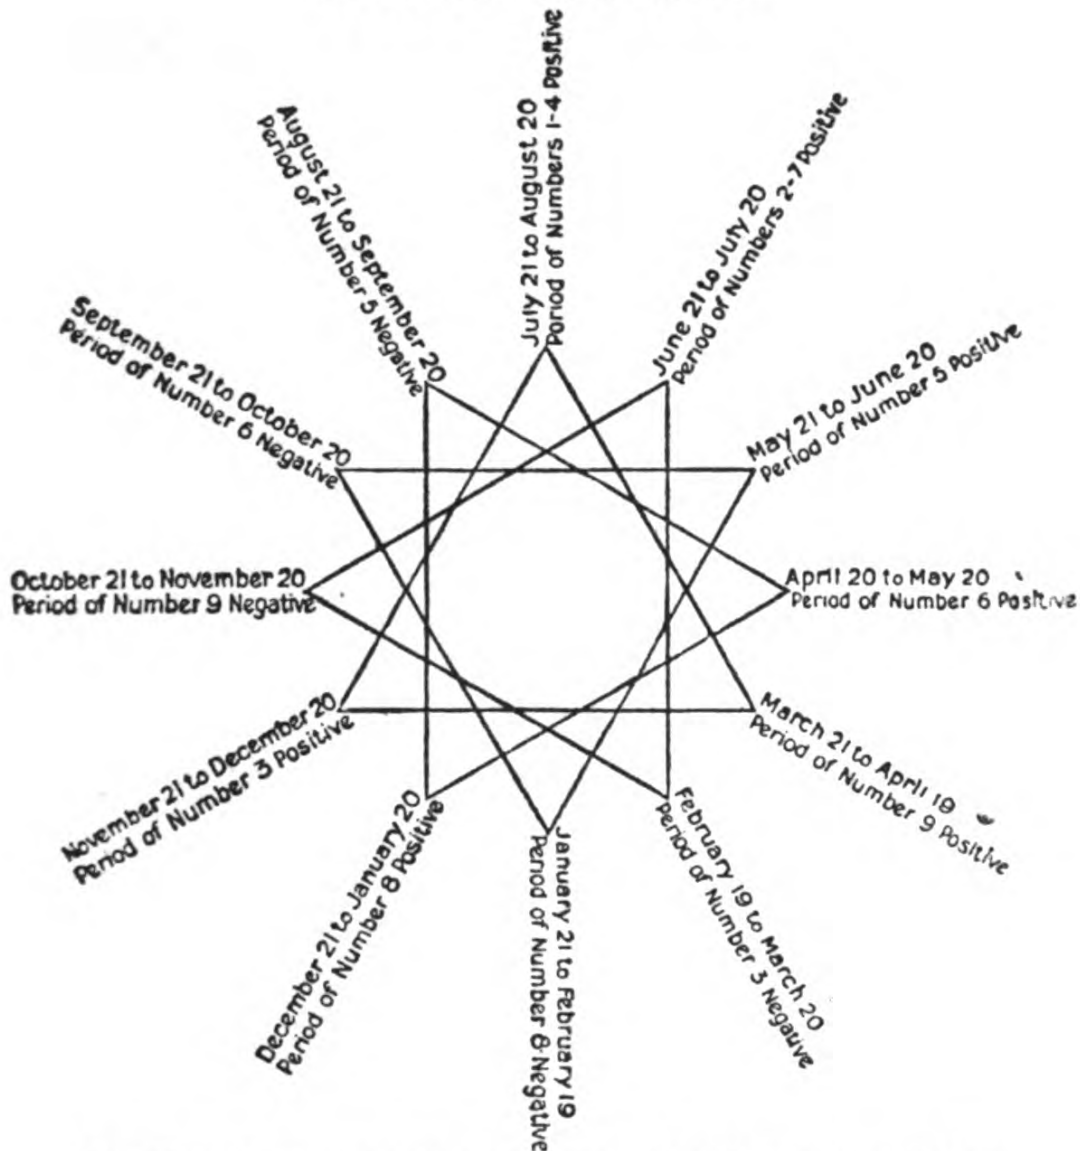 July 21 to August 20
Poriod of Numbers 1-4 Positive
June 21 to July 20
Period of Numbers 2-7 Positive
May 21 to June 20
Period of Number 5 Positive
April 20 to May 20
Period of Number 6 Positive
March 21 to April 19
Period of Number 9 Positive
February 19 to March 20
Period of Number 3 Negative
January 21 to February 19
Period of Number 8 Negative
December 21 to January 20
Period of Number 8 Positive
November 21 to December 20
Period of Number 3 Positive
October 21 to November 20
Period of Number 9 Negative
September 21 to October 20
Period of Number 6 Negative
August 21 to September 20
Period of Number 5 Negative